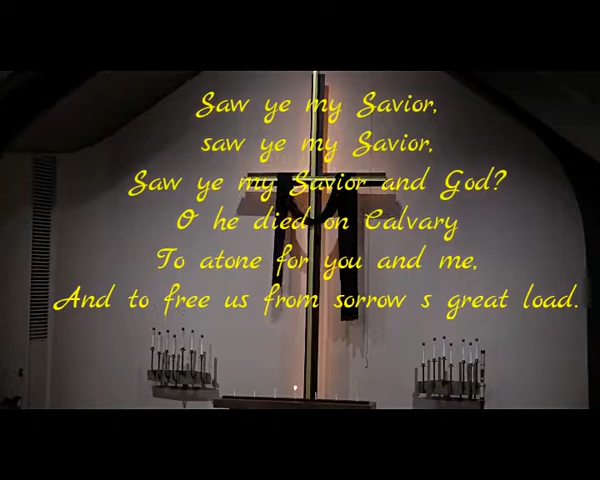 Saw ye my Savior,
saw ye my Savior,
Saw ye my Savior and God?
O he died on Calvary
To atone for you and me,
And to free us from sorrow s great load.